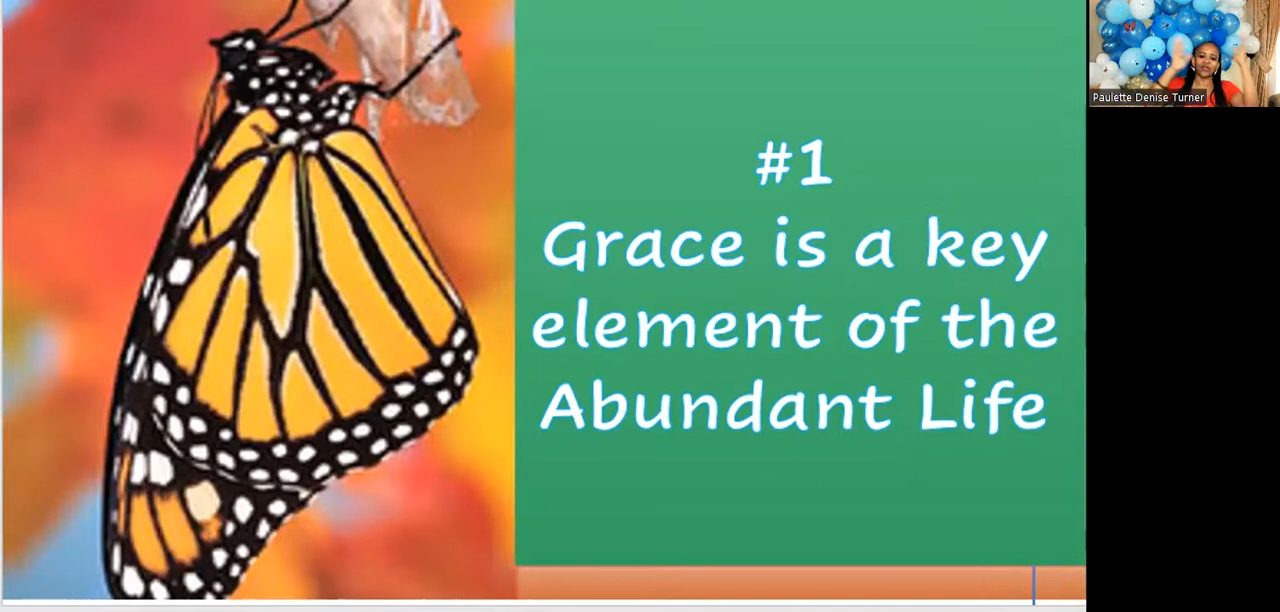 #1
Grace is a key
element of the
Abundant Life
Paulette Denise Turner